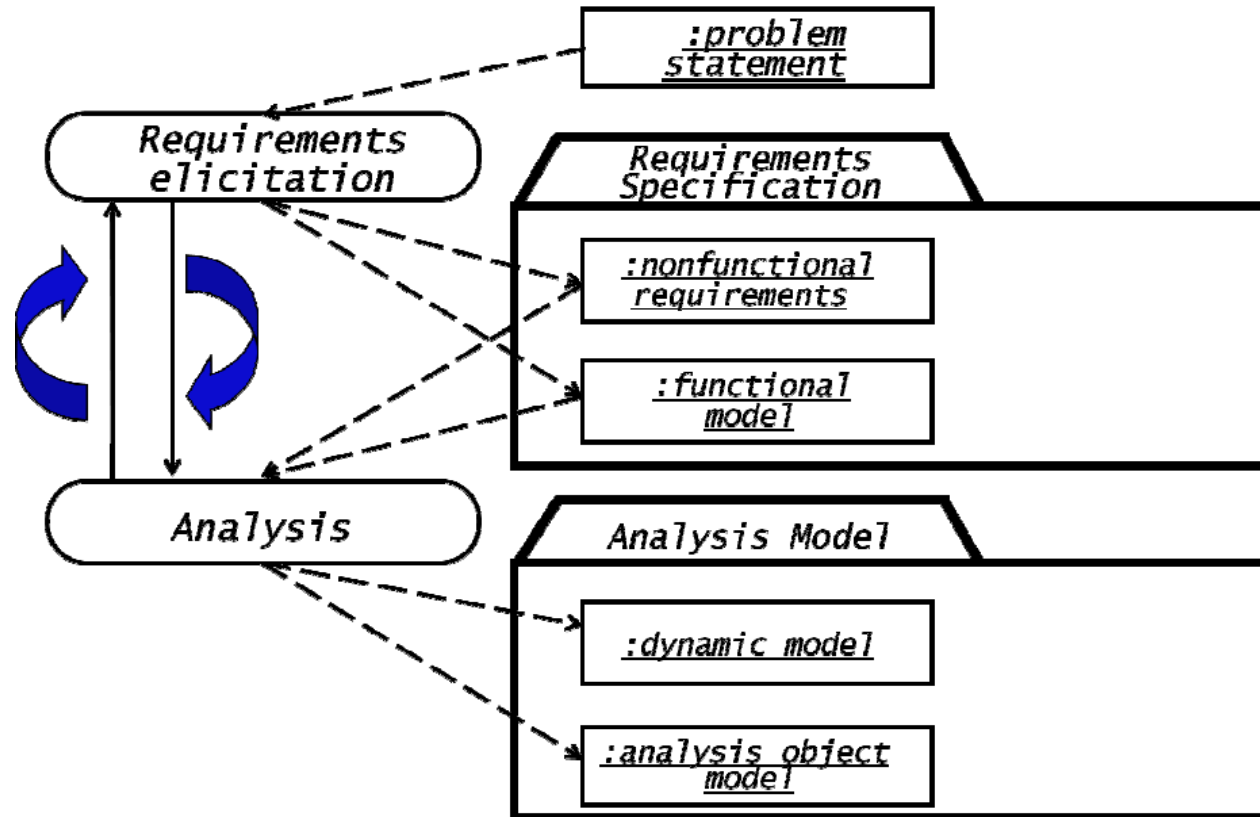 :problem
statement
Requirements
elicitation
Requirements
Specification
:nonfunctional
requirements
:functional
model
Analysis
Analysis Model
:dynamic model
:analysis object
model